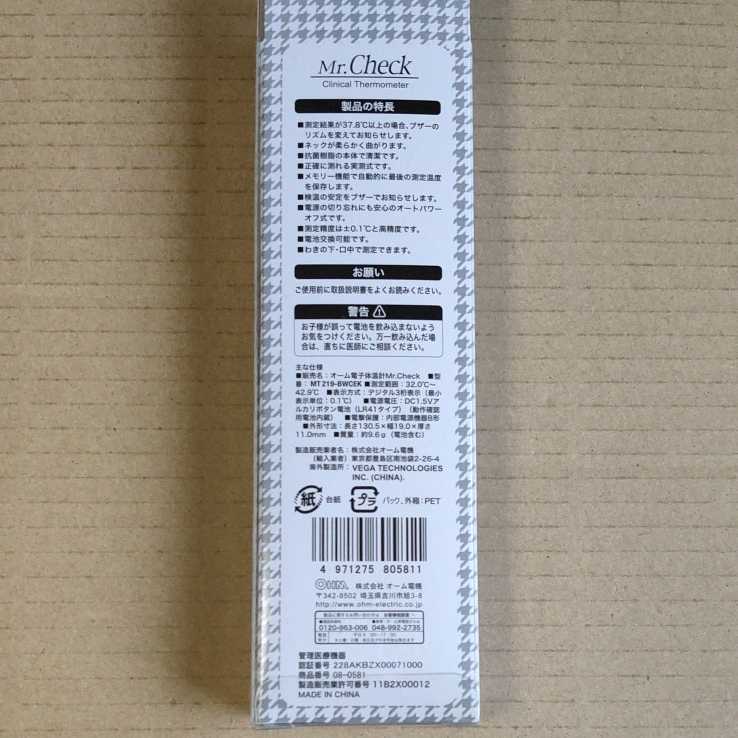 Mr. Check
Clinical Thermometer
製品の特長
■測定結果が37.8℃以上の場合、ブザーの
リズムを変えてお知らせします。
■ネックが柔らかく曲がります。
■抗菌樹脂の本体で清潔です。
■正確に測れる実測式です。
■メモリー機能で自動的に最後の測定温度
を保存します。
■検温の安定をブザーでお知らせします。
■電源の切り忘れにも安心のオートパワー
オフ式です。
■測定精度は±0.1℃と高精度です。
■電池交換可能です。
■わきの下・口中で測定できます。
お願い
ご使用前に取扱説明書をよくお読みください。
警告
お子様が誤って電池を飲み込まないよう
お気をつけください。万一飲み込んだ場
合は、直ちに医師にご相談ください。
主な仕様
■販売名：オーム電子体温計Mr.Check ■型
番：MT219-BWCEK ■測定範囲：32.0℃～
42.9℃ ■表示方式：デジタル3桁表示（最小
表示単位：0.1℃） ■電源電圧：DC1.5Vア
ルカリボタン電池（LR41タイプ）（動作確認
用電池内蔵） ■電撃保護：内部電源機器B形
■外形寸法：長さ130.5×幅19.0×厚さ
11.0mm ■質量：約9.6g（電池含む）
製造販売業者名：株式会社オーム電機
（輸入業者） 東京都豊島区南池袋2-26-4
海外製造所：VEGA TECHNOLOGIES
INC. (CHINA).
紙 台紙 プラ パック、外箱：PET
4 971275 805811
OHM 株式会社 オーム電機
〒342-8502 埼玉県吉川市旭3-8
http://www.ohm-electric.co.jp
0120-963-006 048-992-2735
管理医療機器
認証番号 228AKBZX00071000
商品番号 08-0581
製造販売業許可番号 11B2X00012
MADE IN CHINA